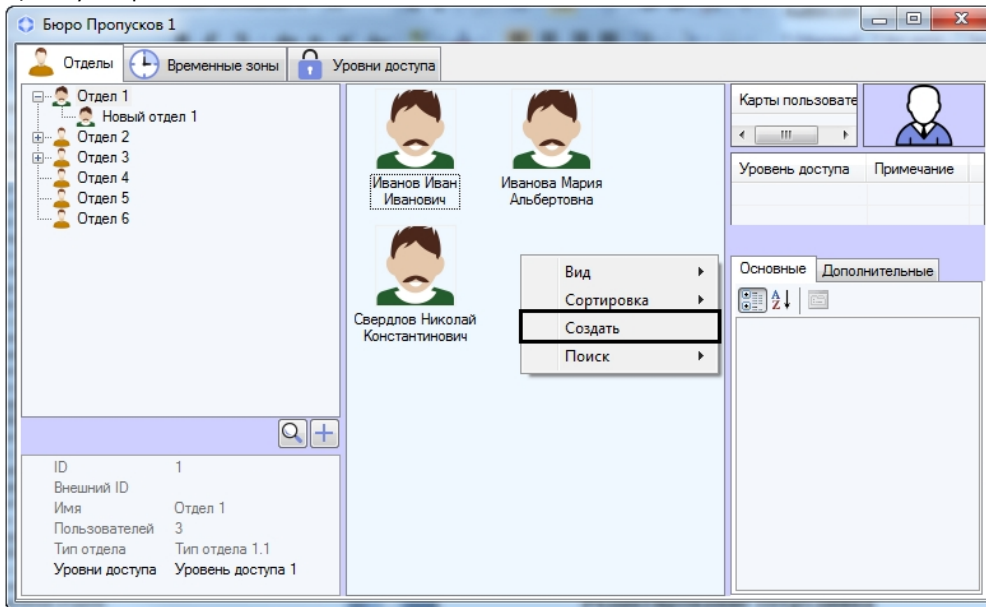 Бюро Пропусков 1
Отделы
Временные зоны
Уровни доступа
Отдел 1
Новый отдел 1
Отдел 2
Отдел 3
Отдел 4
Отдел 5
Отдел 6
ID 1
Внешний ID
Имя Отдел 1
Пользователей 3
Тип отдела Тип отдела 1.1
Уровни доступа Уровень доступа 1
Иванов Иван
Иванович
Иванова Мария
Альбертовна
Свердлов Николай
Константинович
Вид
Сортировка
Создать
Поиск
Карты пользовате
Уровень доступа Примечание
Основные Дополнительные